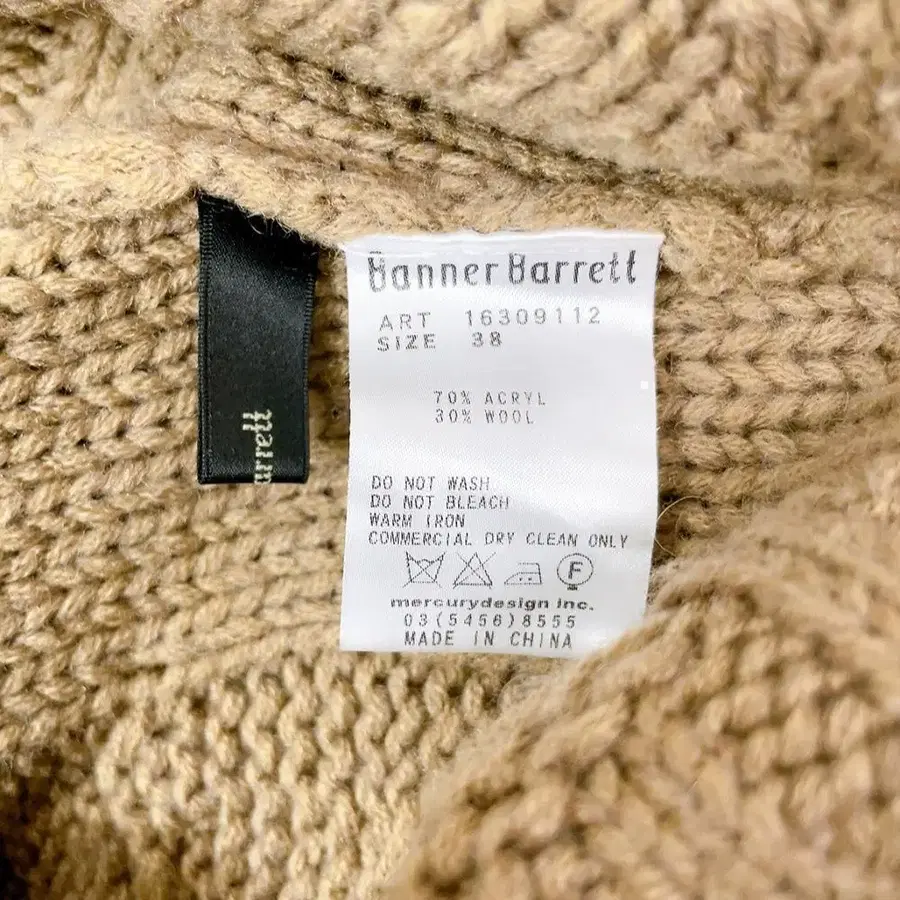 Banner Barrett
ART 16309112
SIZE 38
70% ACRYL
30% WOOL
DO NOT WASH
DO NOT BLEACH
WARM IRON
COMMERCIAL DRY CLEAN ONLY
F
mercurydesign inc.
03(5456)8555
MADE IN CHINA